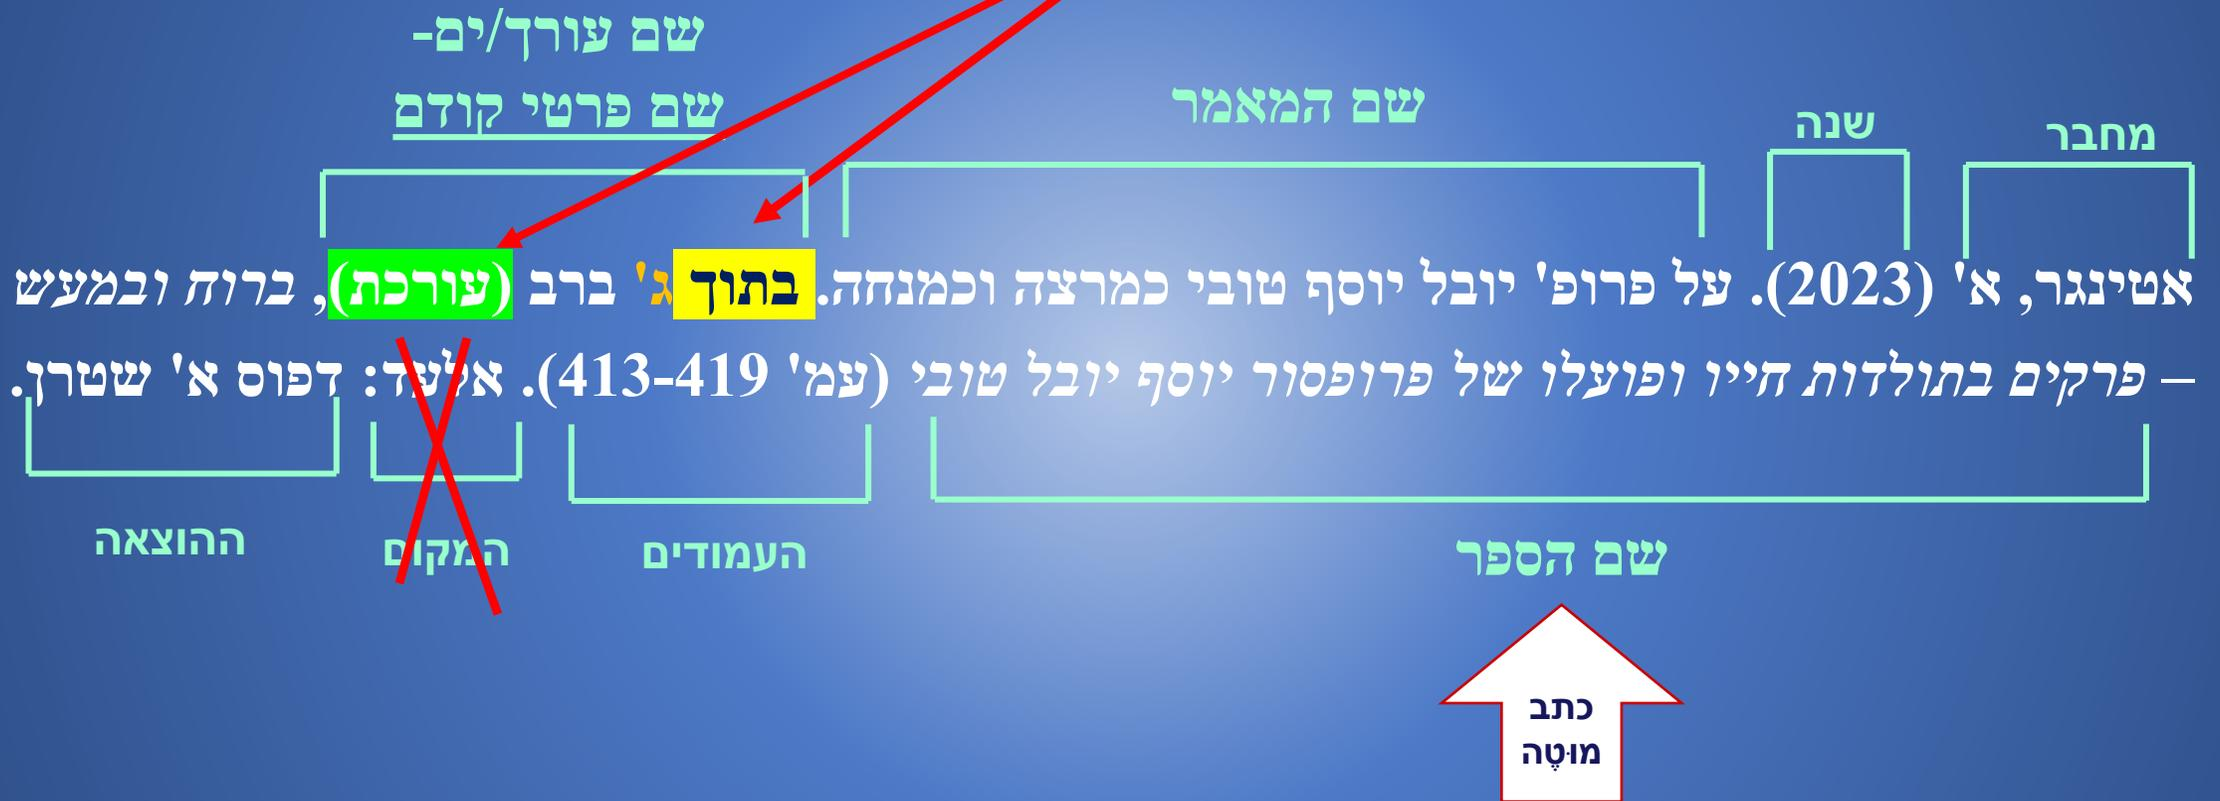 שם עורך/ים-
שם פרטי קודם
שם המאמר
שנה
מחבר
אטינגר, א' (2023). על פרופ' יובל יוסף טובי כמרצה וכמנחה. בתוך ג' ברב (עורכת), ברוח ובמעש
– פרקים בתולדות חייו ופועלו של פרופסור יוסף יובל טובי (עמ' 413-419). אלעד: דפוס א' שטרן.
ההוצאה
המקום
העמודים
שם הספר
כתב
מוּטֶה